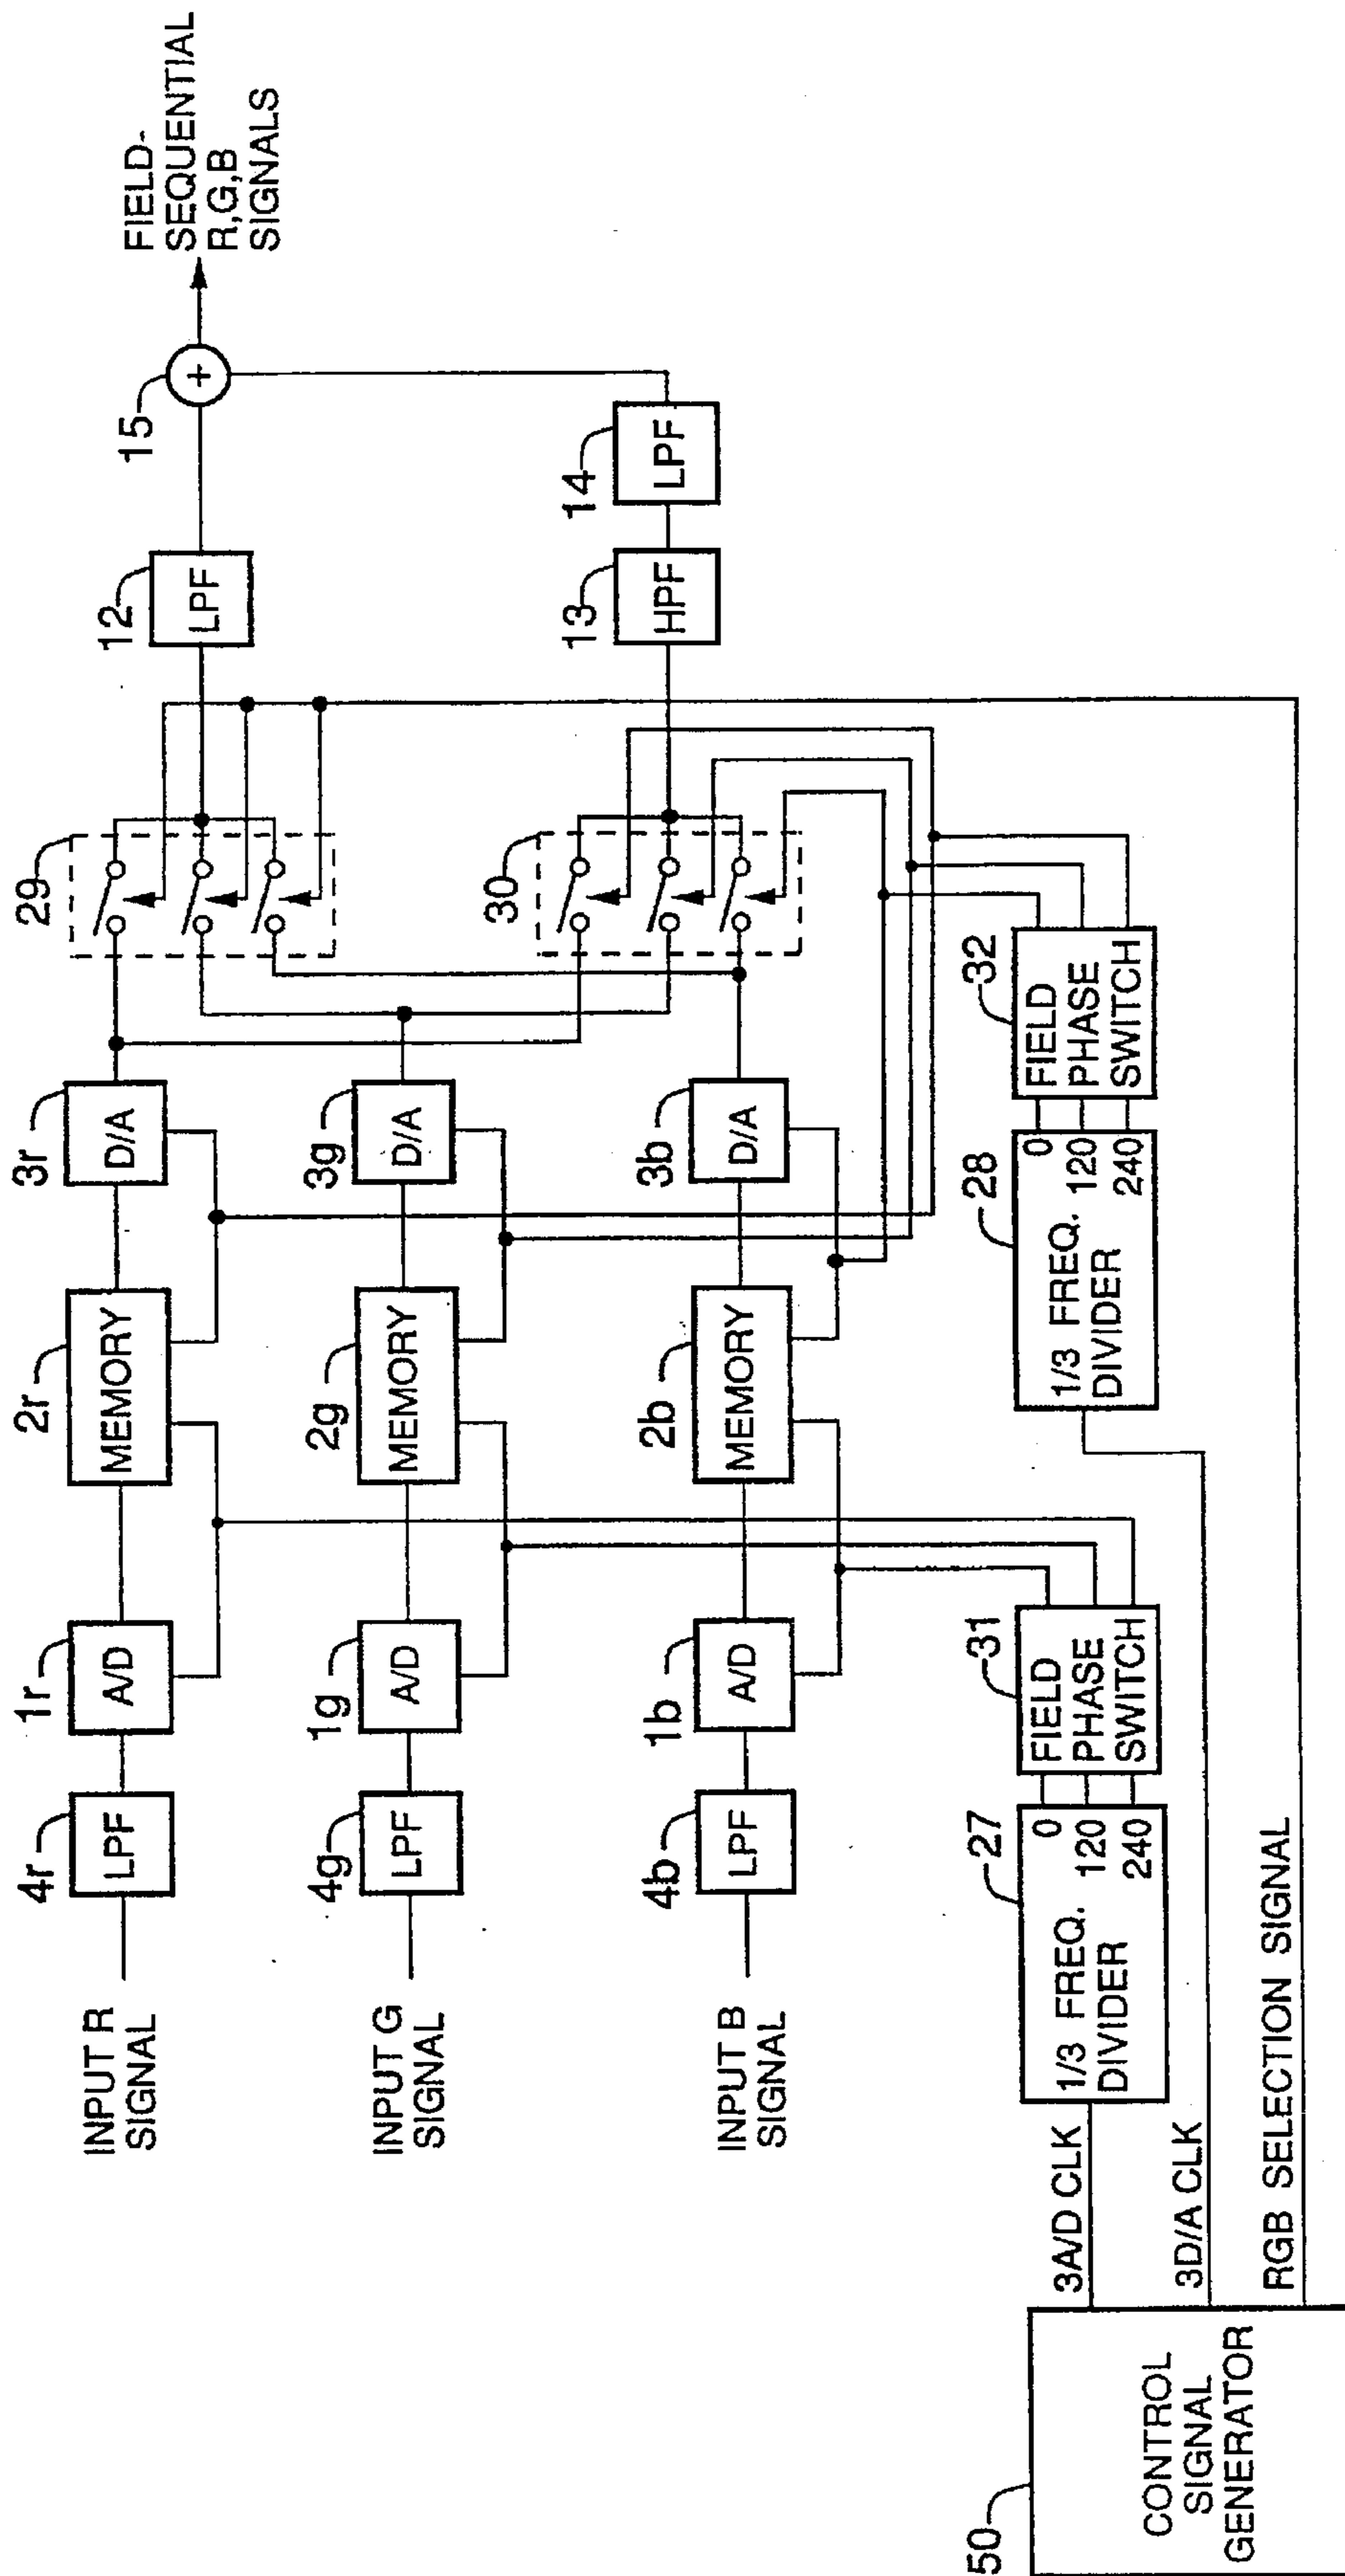 INPUT R
SIGNAL
4r
LPF
1r
A/D
2r
MEMORY
3r
D/A
29
12
LPF
15
+
FIELD-
SEQUENTIAL
R,G,B
SIGNALS
INPUT G
SIGNAL
4g
LPF
1g
A/D
2g
MEMORY
3g
D/A
INPUT B
SIGNAL
4b
LPF
1b
A/D
2b
MEMORY
3b
D/A
30
13
HPF
14
LPF
50
CONTROL
SIGNAL
GENERATOR
3A/D CLK
3D/A CLK
RGB SELECTION SIGNAL
27
1/3 FREQ.
DIVIDER
0
120
240
31
FIELD
PHASE
SWITCH
28
1/3 FREQ.
DIVIDER
0
120
240
32
FIELD
PHASE
SWITCH